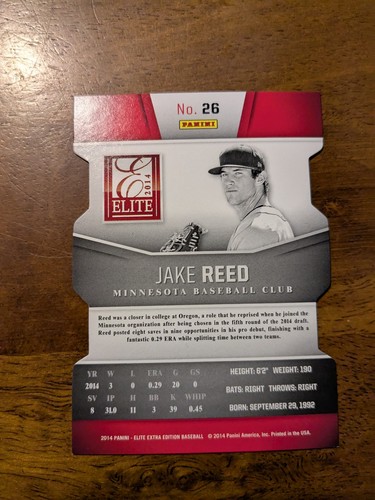 No. 26
PANINI
E
2014
ELITE
JAKE REED
MINNESOTA BASEBALL CLUB
Reed was a closer in college at Oregon, a role that he reprised when he joined the
Minnesota organization after being chosen in the fifth round of the 2014 draft.
Reed posted eight saves in nine opportunities in his pro debut, finishing with a
fantastic 0.29 ERA while splitting time between two teams.
YR W L ERA G GS
2014 3 0 0.29 20 0
SV IP H BB K WHIP
8 31.0 11 3 39 0.45
HEIGHT: 6'2" WEIGHT: 190
BATS: RIGHT THROWS: RIGHT
BORN: SEPTEMBER 29, 1992
2014 PANINI - ELITE EXTRA EDITION BASEBALL © 2014 Panini America, Inc. Printed in the USA.